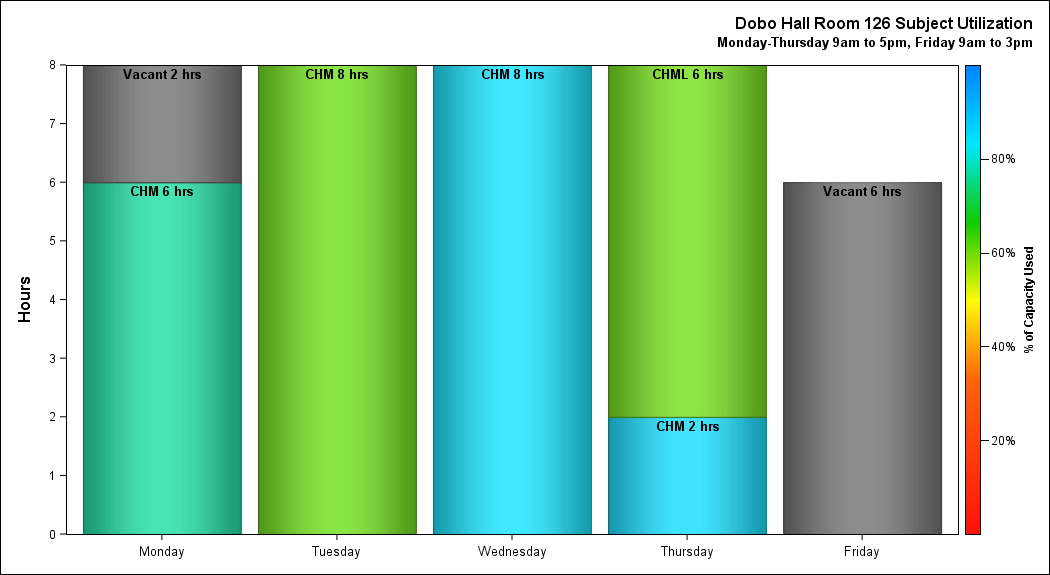 Dobo Hall Room 126 Subject Utilization
Monday-Thursday 9am to 5pm, Friday 9am to 3pm
Hours
8
7
6
5
4
3
2
1
0
Vacant 2 hrs
CHM 6 hrs
CHM 8 hrs
CHM 8 hrs
CHML 6 hrs
CHM 2 hrs
Vacant 6 hrs
Monday
Tuesday
Wednesday
Thursday
Friday
80%
60%
40%
20%
% of Capacity Used